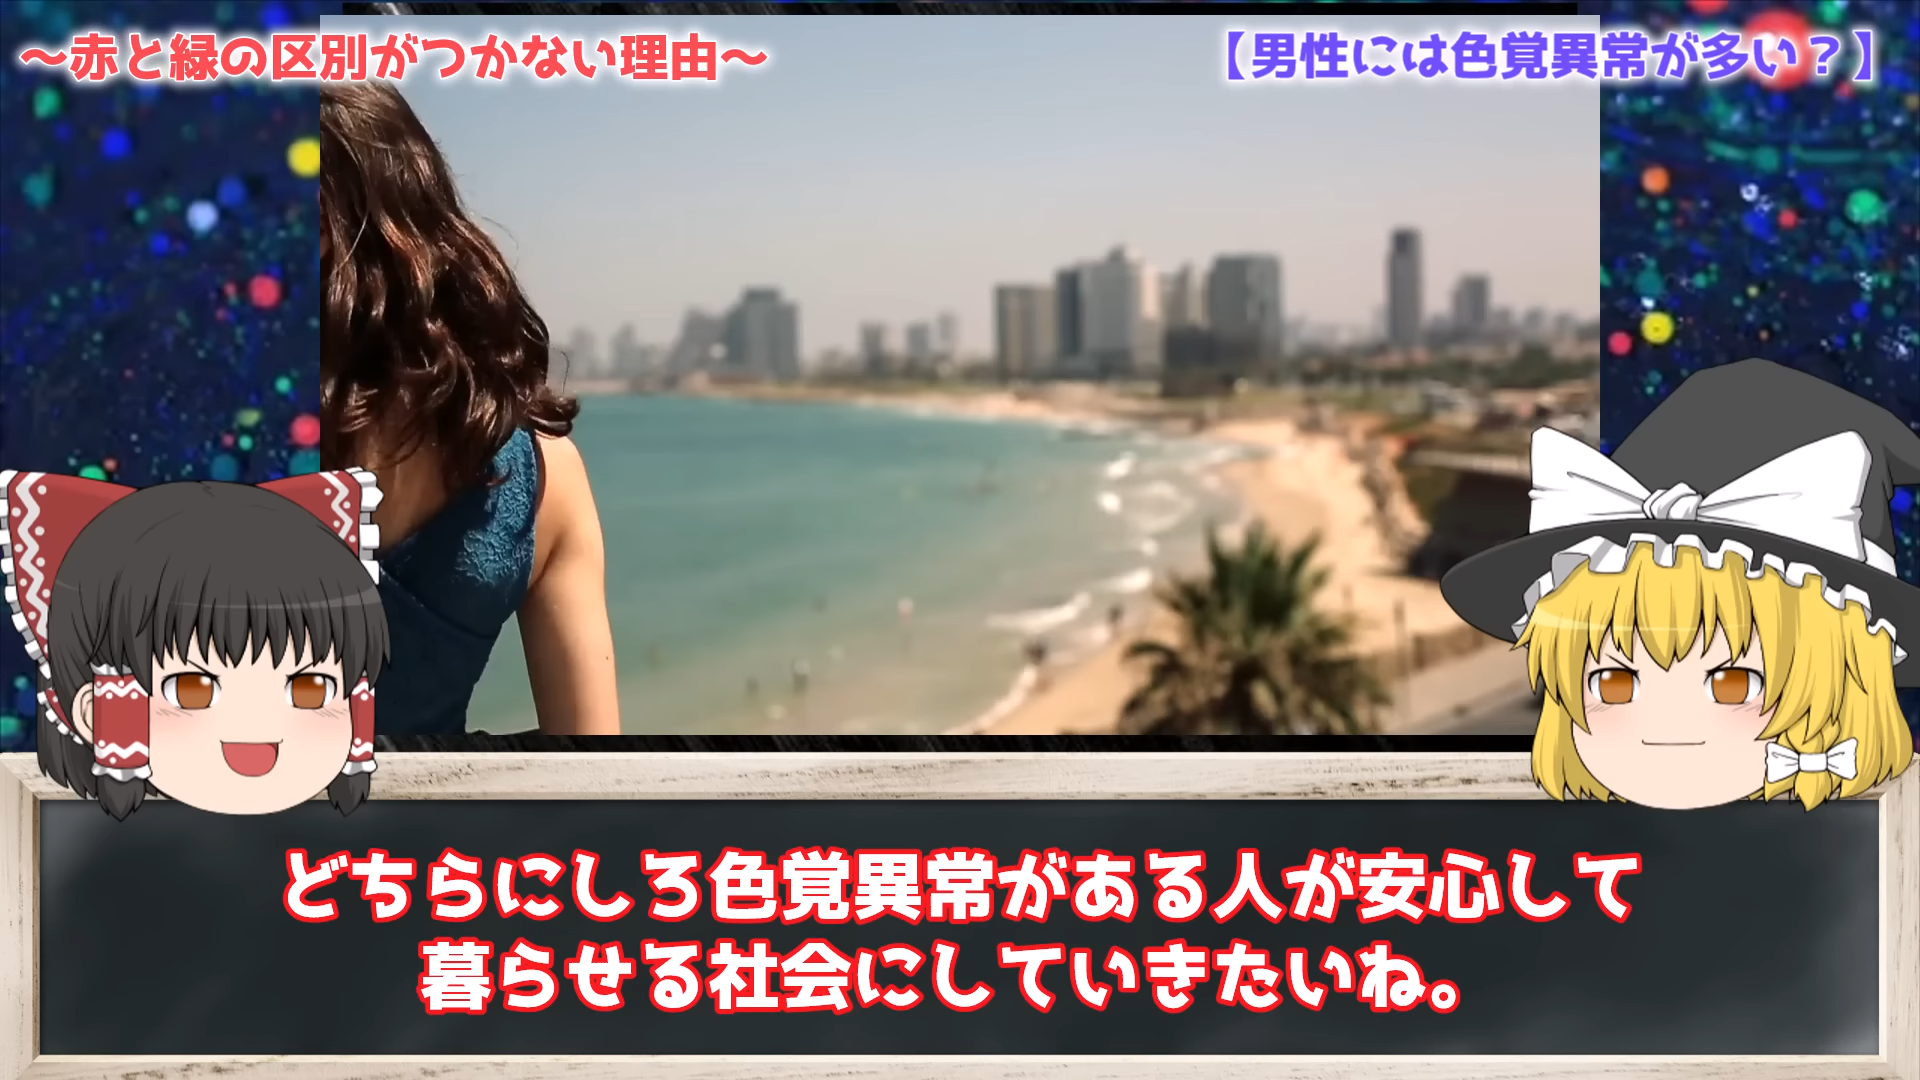 ～赤と緑の区別がつかない理由～
【男性には色覚異常が多い？】
どちらにしろ色覚異常がある人が安心して
暮らせる社会にしていきたいね。